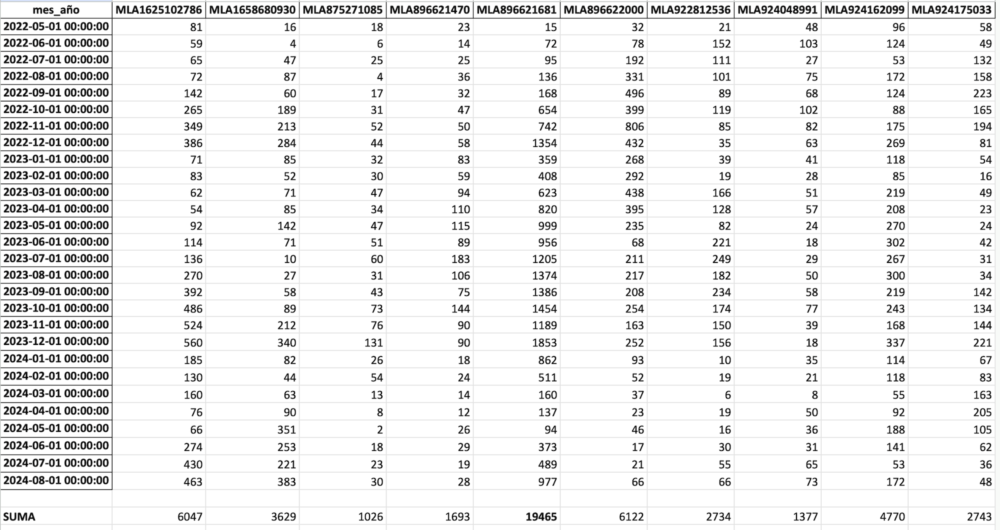 mes_año MLA1625102786 MLA1658680930 MLA875271085 MLA896621470 MLA896621681 MLA896622000 MLA922812536 MLA924048991 MLA924162099 MLA924175033
2022-05-01 00:00:00 81 16 18 23 15 32 21 48 96 58
2022-06-01 00:00:00 59 4 6 14 72 78 152 103 124 49
2022-07-01 00:00:00 65 47 25 25 95 192 111 27 53 132
2022-08-01 00:00:00 72 87 4 36 136 331 101 75 172 158
2022-09-01 00:00:00 142 60 17 32 168 496 89 68 124 223
2022-10-01 00:00:00 265 189 31 47 654 399 119 102 88 165
2022-11-01 00:00:00 349 213 52 50 742 806 85 82 175 194
2022-12-01 00:00:00 386 284 44 58 1354 432 35 63 269 81
2023-01-01 00:00:00 71 85 32 83 359 268 39 41 118 54
2023-02-01 00:00:00 83 52 30 59 408 292 19 28 85 16
2023-03-01 00:00:00 62 71 47 94 623 438 166 51 219 49
2023-04-01 00:00:00 54 85 34 110 820 395 128 57 208 23
2023-05-01 00:00:00 92 142 47 115 999 235 82 24 270 24
2023-06-01 00:00:00 114 71 51 89 956 68 221 18 302 42
2023-07-01 00:00:00 136 10 60 183 1205 211 249 29 267 31
2023-08-01 00:00:00 270 27 31 106 1374 217 182 50 300 34
2023-09-01 00:00:00 392 58 43 75 1386 208 234 58 219 142
2023-10-01 00:00:00 486 89 73 144 1454 254 174 77 243 134
2023-11-01 00:00:00 524 212 76 90 1189 163 150 39 168 144
2023-12-01 00:00:00 560 340 131 90 1853 252 156 18 337 221
2024-01-01 00:00:00 185 82 26 18 862 93 10 35 114 67
2024-02-01 00:00:00 130 44 54 24 511 52 19 21 118 83
2024-03-01 00:00:00 160 63 13 14 160 37 6 8 55 163
2024-04-01 00:00:00 76 90 8 12 137 23 19 50 92 205
2024-05-01 00:00:00 66 351 2 26 94 46 16 36 188 105
2024-06-01 00:00:00 274 253 18 29 373 17 30 31 141 62
2024-07-01 00:00:00 430 221 23 19 489 21 55 65 53 36
2024-08-01 00:00:00 463 383 30 28 977 66 66 73 172 48
SUMA 6047 3629 1026 1693 19465 6122 2734 1377 4770 2743